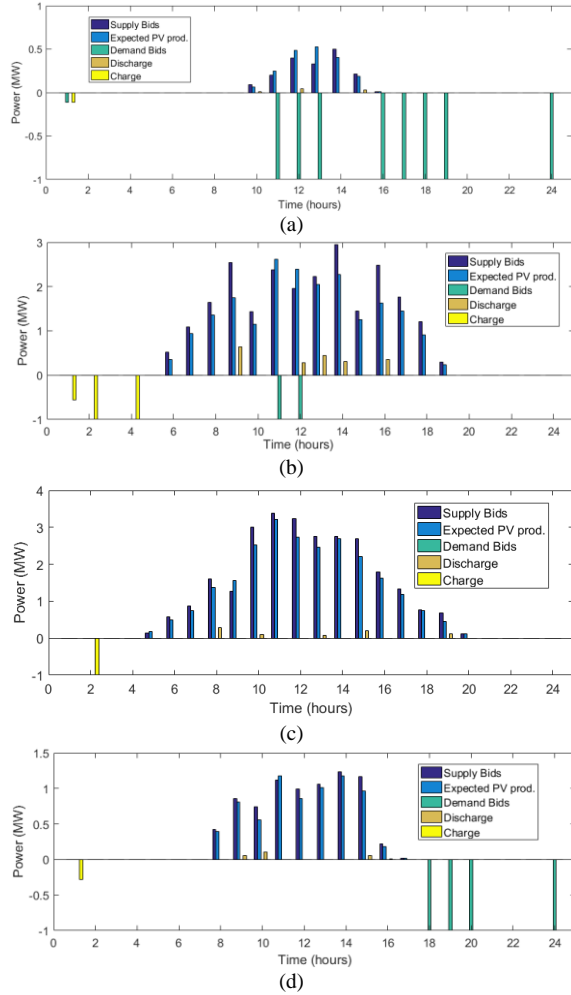 1
Supply Bids
Expected PV prod.
Demand Bids
Discharge
Charge
0.5
0
-0.5
-1
Power (MW)
0 2 4 6 8 10 12 14 16 18 20 22 24
Time (hours)
(a)
3
Supply Bids
Expected PV prod.
Demand Bids
Discharge
Charge
2
1
0
-1
Power (MW)
0 2 4 6 8 10 12 14 16 18 20 22 24
Time (hours)
(b)
4
Supply Bids
Expected PV prod.
Demand Bids
Discharge
Charge
3
2
1
0
-1
Power (MW)
0 2 4 6 8 10 12 14 16 18 20 22 24
Time (hours)
(c)
1.5
Supply Bids
Expected PV prod.
Demand Bids
Discharge
Charge
1
0.5
0
-0.5
-1
Power (MW)
0 2 4 6 8 10 12 14 16 18 20 22 24
Time (hours)
(d)